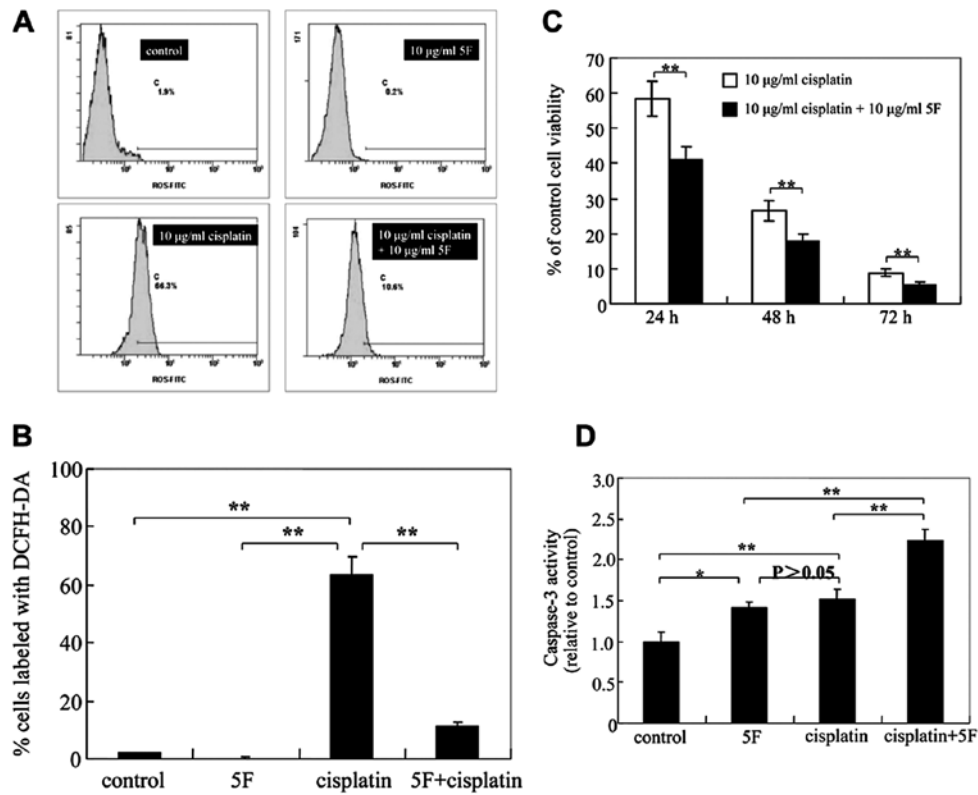 A
81
control
C
1.9%
ROS-FITC
171
10 μg/ml 5F
C
0.2%
ROS-FITC
85
10 μg/ml cisplatin
C
66.3%
ROS-FITC
104
10 μg/ml cisplatin
+ 10 μg/ml 5F
C
10.6%
ROS-FITC
B
% cells labeled with DCFH-DA
100
80
60
40
20
0
**
**
**
control
5F
cisplatin
5F+cisplatin
C
% of control cell viability
70
60
50
40
30
20
10
0
10 μg/ml cisplatin
10 μg/ml cisplatin + 10 μg/ml 5F
**
**
**
24 h
48 h
72 h
D
Caspase-3 activity
(relative to control)
3.0
2.5
2.0
1.5
1.0
0.5
0
**
**
**
*
P>0.05
control
5F
cisplatin
cisplatin+5F